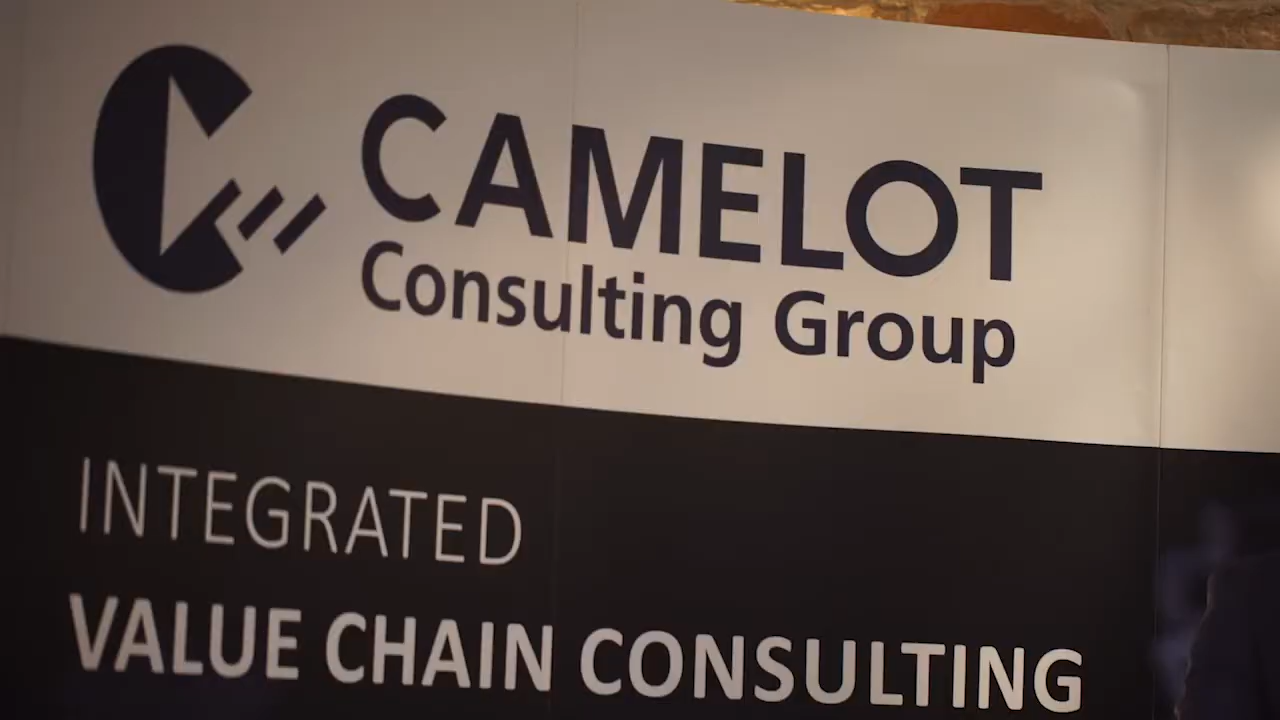 CAMELOT
Consulting Group
INTEGRATED
VALUE CHAIN CONSULTING